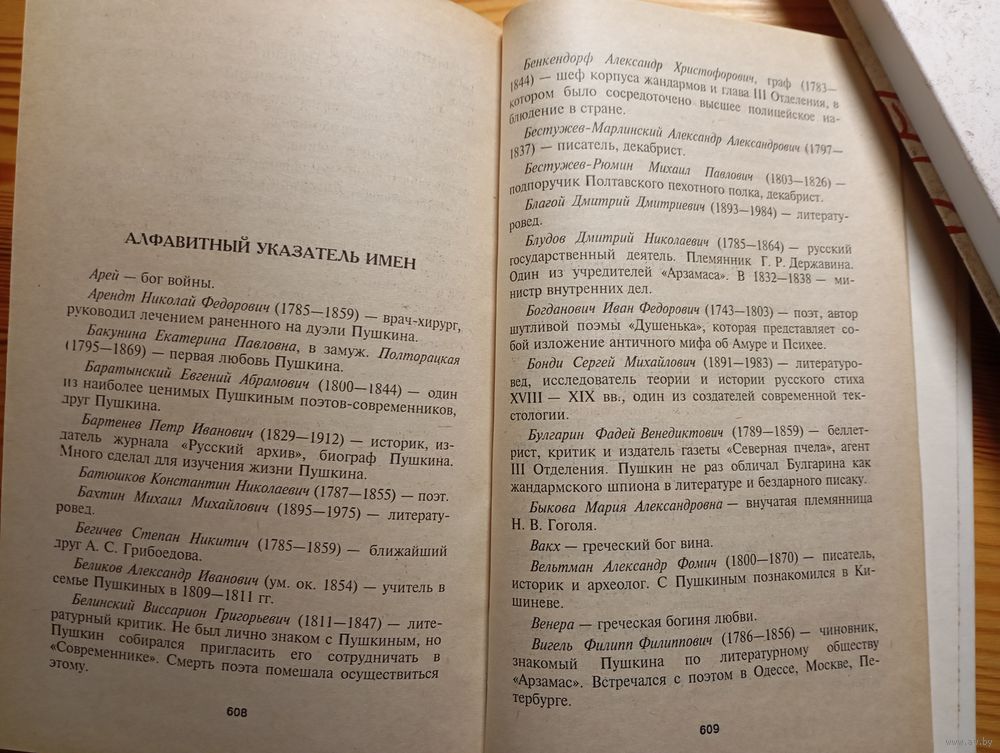 АЛФАВИТНЫЙ УКАЗАТЕЛЬ ИМЕН
Арей — бог войны.
Арендт Николай Федорович (1785—1859) — врач-хирург,
руководил лечением раненного на дуэли Пушкина.
Бакунина Екатерина Павловна, в замуж. Полторацкая
(1795—1869) — первая любовь Пушкина.
Баратынский Евгений Абрамович (1800—1844) — один
из наиболее ценимых Пушкиным поэтов-современников,
друг Пушкина.
Бартенев Петр Иванович (1829—1912) — историк, из-
датель журнала «Русский архив», биограф Пушкина.
Много сделал для изучения жизни Пушкина.
Батюшков Константин Николаевич (1787—1855) — поэт.
Бахтин Михаил Михайлович (1895—1975) — литерату-
ровед.
Бегичев Степан Никитич (1785—1859) — ближайший
друг А. С. Грибоедова.
Беликов Александр Иванович (ум. ок. 1854) — учитель в
семье Пушкиных в 1809—1811 гг.
Белинский Виссарион Григорьевич (1811—1847) — лите-
ратурный критик. Не был лично знаком с Пушкиным, но
Пушкин собирался пригласить его сотрудничать в
«Современнике». Смерть поэта помешала осуществиться
этому.
608
Бенкендорф Александр Христофорович, граф (1783—
1844) — шеф корпуса жандармов и глава III Отделения, в
котором было сосредоточено высшее полицейское на-
блюдение в стране.
Бестужев-Марлинский Александр Александрович (1797—
1837) — писатель, декабрист.
Бестужев-Рюмин Михаил Павлович (1803—1826) —
подпоручик Полтавского пехотного полка, декабрист.
Благой Дмитрий Дмитриевич (1893—1984) — литерату-
ровед.
Блудов Дмитрий Николаевич (1785—1864) — русский
государственный деятель. Племянник Г. Р. Державина.
Один из учредителей «Арзамаса». В 1832—1838 — ми-
нистр внутренних дел.
Богданович Иван Федорович (1743—1803) — поэт, автор
шутливой поэмы «Душенька», которая представляет со-
бой изложение античного мифа об Амуре и Психее.
Бонди Сергей Михайлович (1891—1983) — литературо-
вед, исследователь теории и истории русского стиха
XVIII — XIX вв., один из создателей современной тек-
стологии.
Булгарин Фадей Венедиктович (1789—1859) — беллет-
рист, критик и издатель газеты «Северная пчела», агент
III Отделения. Пушкин не раз обличал Булгарина как
жандармского шпиона в литературе и бездарного писаку.
Быкова Мария Александровна — внучатая племянница
Н. В. Гоголя.
Вакх — греческий бог вина.
Вельтман Александр Фомич (1800—1870) — писатель,
историк и археолог. С Пушкиным познакомился в Ки-
шиневе.
Венера — греческая богиня любви.
Вигель Филипп Филиппович (1786—1856) — чиновник,
знакомый Пушкина по литературному обществу
«Арзамас». Встречался с поэтом в Одессе, Москве, Пе-
тербурге.
609
www.ay.by